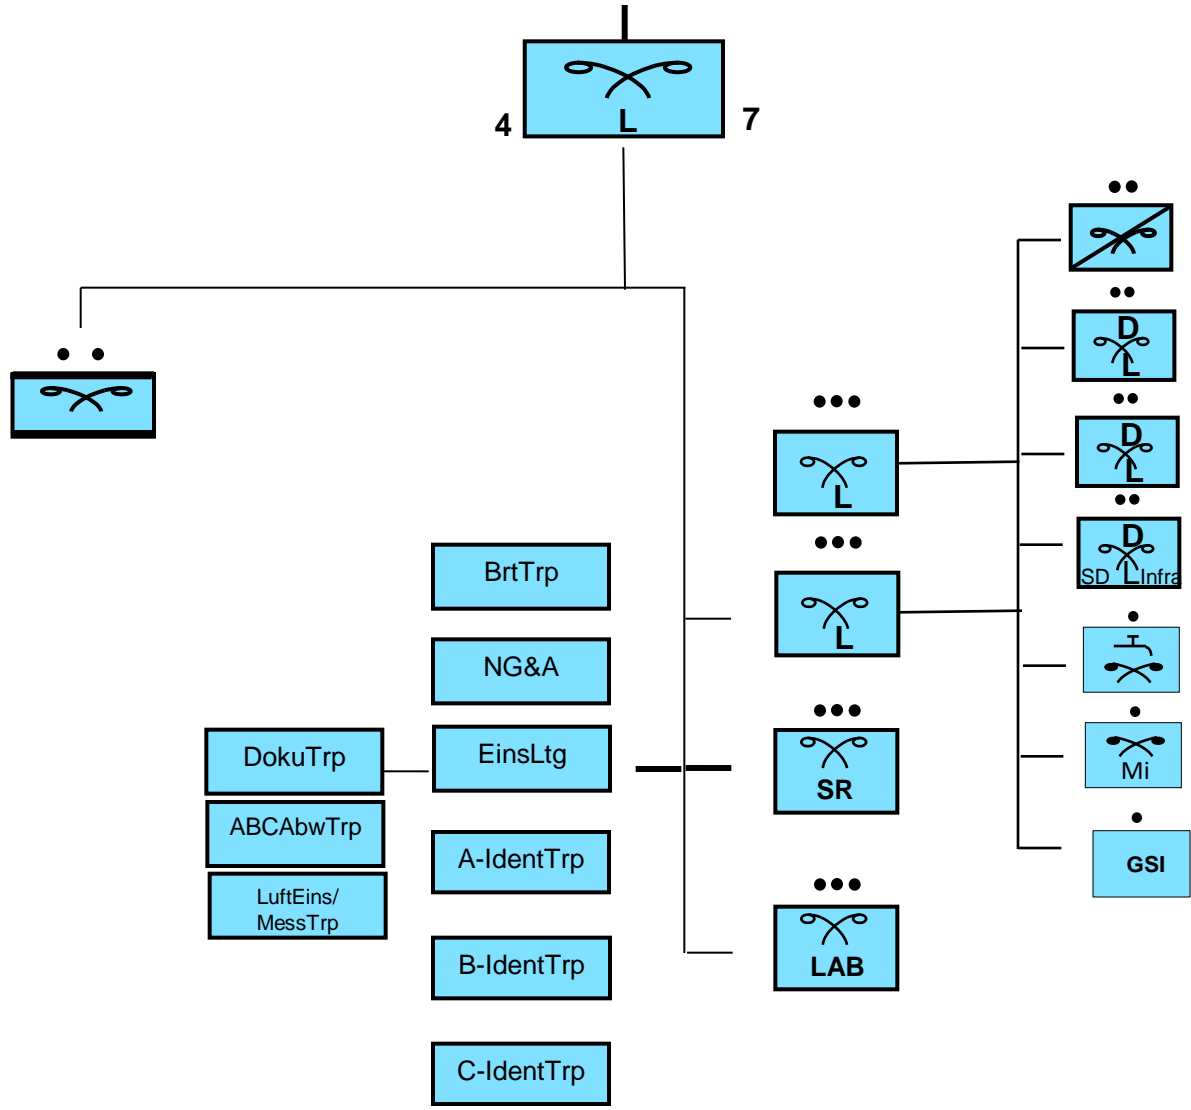 L
4
7
D
L
D
L
D
SD L Infra
L
L
BrtTrp
NG&A
DokuTrp
EinsLtg
Mi
SR
ABCAbwTrp
A-IdentTrp
GSI
LuftEins/
MessTrp
B-IdentTrp
LAB
C-IdentTrp